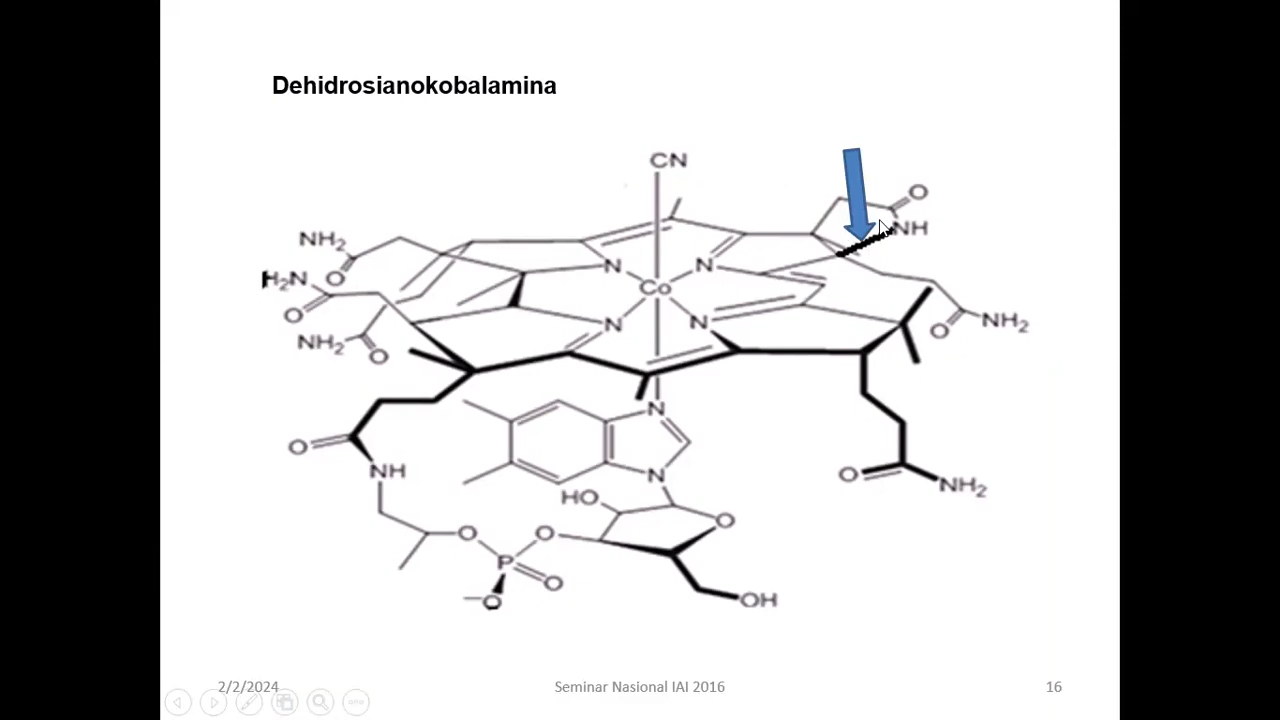 Dehidrosianokobalamina
CN
O
NH
NH₂
O
H₂N
O
NH₂
O
N
N
Co
N
N
O
NH₂
N
O
NH
N
HO
O
O
NH₂
O
O
P
O
–O
OH
2/2/2024
Seminar Nasional IAI 2016
16